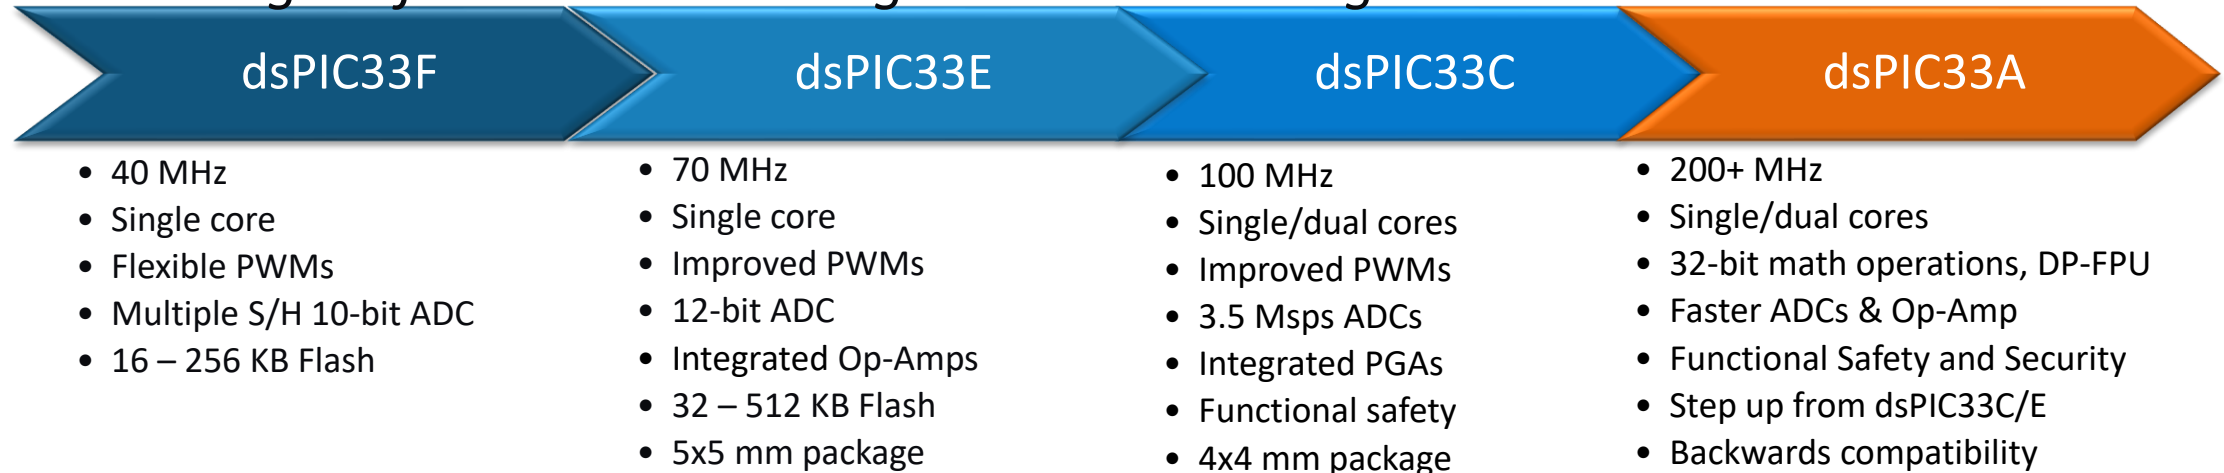 dsPIC33F
dsPIC33E
dsPIC33C
dsPIC33A
• 40 MHz
• Single core
• Flexible PWMs
• Multiple S/H 10-bit ADC
• 16 – 256 KB Flash
• 70 MHz
• Single core
• Improved PWMs
• 12-bit ADC
• Integrated Op-Amps
• 32 – 512 KB Flash
• 5x5 mm package
• 100 MHz
• Single/dual cores
• Improved PWMs
• 3.5 Msps ADCs
• Integrated PGAs
• Functional safety
• 4x4 mm package
• 200+ MHz
• Single/dual cores
• 32-bit math operations, DP-FPU
• Faster ADCs & Op-Amp
• Functional Safety and Security
• Step up from dsPIC33C/E
• Backwards compatibility